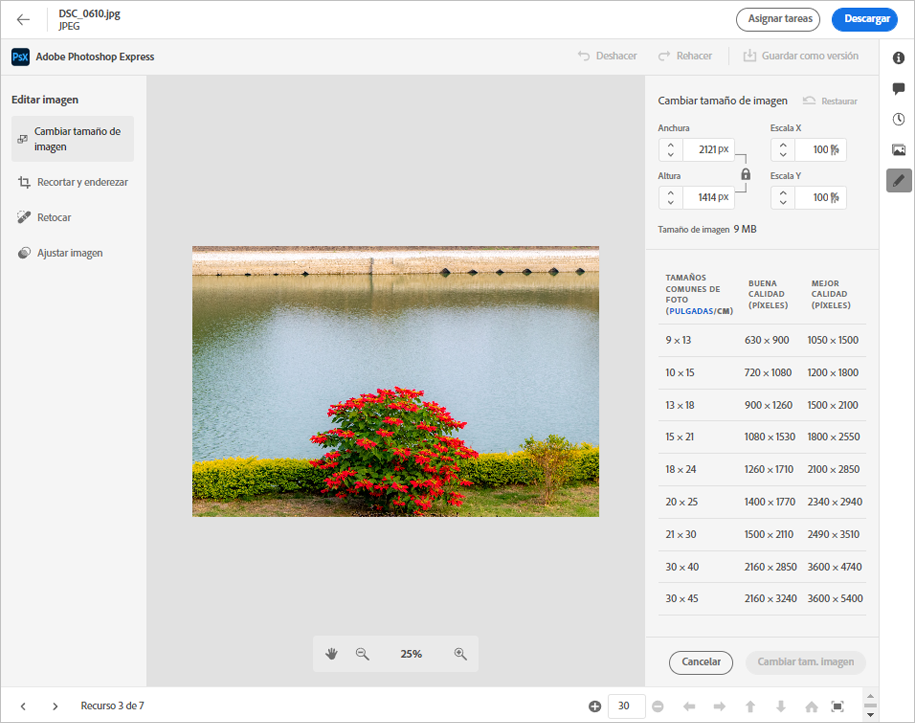 DSC_0610.jpg
JPEG
Asignar tareas
Descargar
PsX Adobe Photoshop Express
Deshacer
Rehacer
Guardar como versión
Editar imagen
Cambiar tamaño de
imagen
Recortar y enderezar
Retocar
Ajustar imagen
Cambiar tamaño de imagen
Restaurar
Anchura
Escala X
2121 px
100 %
Altura
Escala Y
1414 px
100 %
Tamaño de imagen 9 MB
TAMAÑOS
COMUNES DE
FOTO
(PULGADAS/CM)
BUENA
CALIDAD
(PÍXELES)
MEJOR
CALIDAD
(PÍXELES)
9 x 13 630 x 900 1050 x 1500
10 x 15 720 x 1080 1200 x 1800
13 x 18 900 x 1260 1500 x 2100
15 x 21 1080 x 1530 1800 x 2550
18 x 24 1260 x 1710 2100 x 2850
20 x 25 1400 x 1770 2340 x 2940
21 x 30 1500 x 2110 2490 x 3510
30 x 40 2160 x 2850 3600 x 4740
30 x 45 2160 x 3240 3600 x 5400
25%
Cancelar
Cambiar tam. imagen
Recurso 3 de 7
30